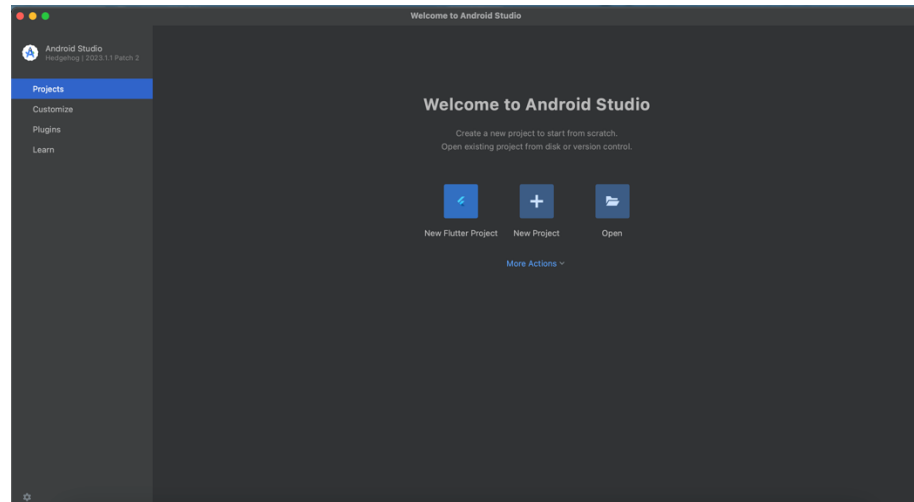 Welcome to Android Studio
Android Studio
Hedgehog | 2023.1.1 Patch 2
Projects
Customize
Plugins
Learn
Welcome to Android Studio
Create a new project to start from scratch.
Open existing project from disk or version control.
New Flutter Project
New Project
Open
More Actions